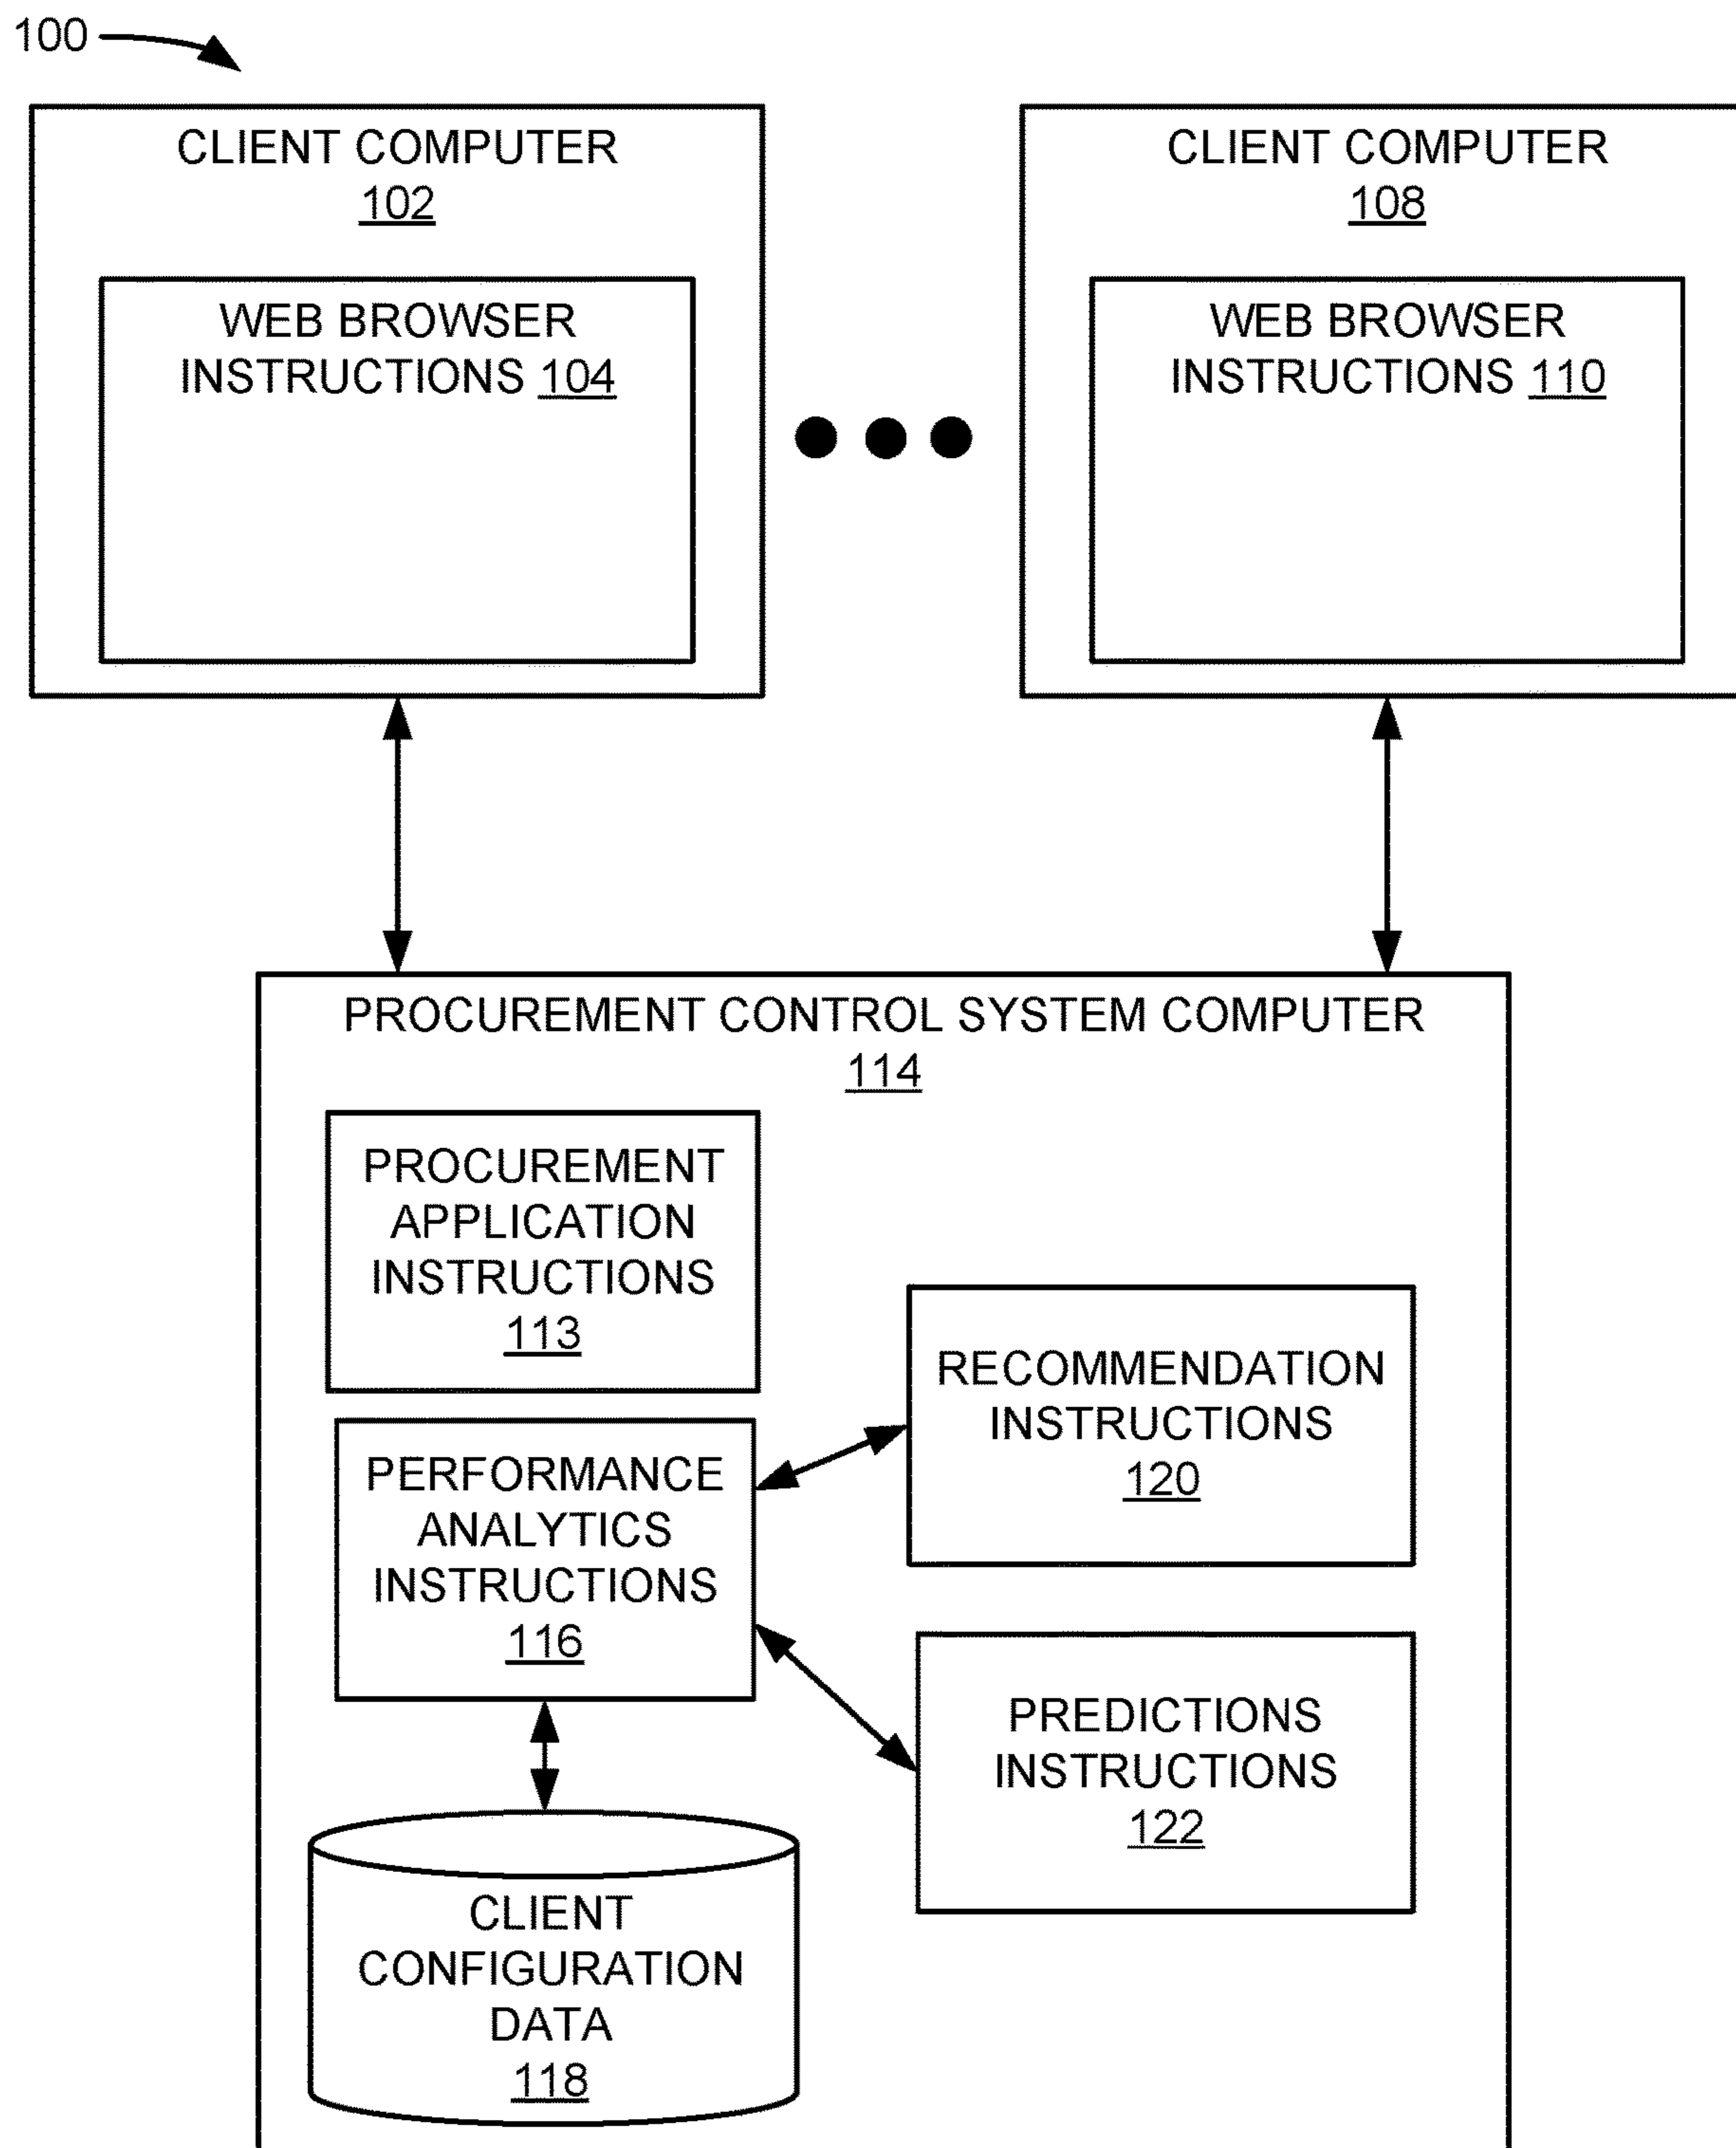 100
CLIENT COMPUTER
102
WEB BROWSER
INSTRUCTIONS 104
CLIENT COMPUTER
108
WEB BROWSER
INSTRUCTIONS 110
PROCUREMENT CONTROL SYSTEM COMPUTER
114
PROCUREMENT
APPLICATION
INSTRUCTIONS
113
PERFORMANCE
ANALYTICS
INSTRUCTIONS
116
RECOMMENDATION
INSTRUCTIONS
120
PREDICTIONS
INSTRUCTIONS
122
CLIENT
CONFIGURATION
DATA
118